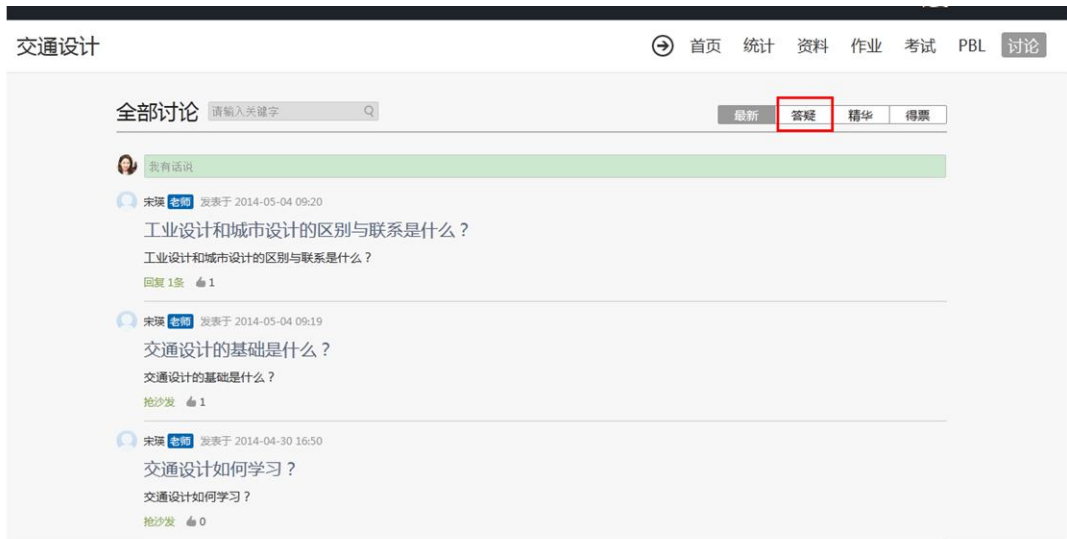 交通设计
首页 统计 资料 作业 考试 PBL 讨论
全部讨论 请输入关键字
最新 答疑 精华 得票
我有话说
宋瑛 老师 发表于 2014-05-04 09:20
工业设计和城市设计的区别与联系是什么？
工业设计和城市设计的区别与联系是什么？
回复 1条 1
宋瑛 老师 发表于 2014-05-04 09:19
交通设计的基础是什么？
交通设计的基础是什么？
抢沙发 1
宋瑛 老师 发表于 2014-04-30 16:50
交通设计如何学习？
交通设计如何学习？
抢沙发 0